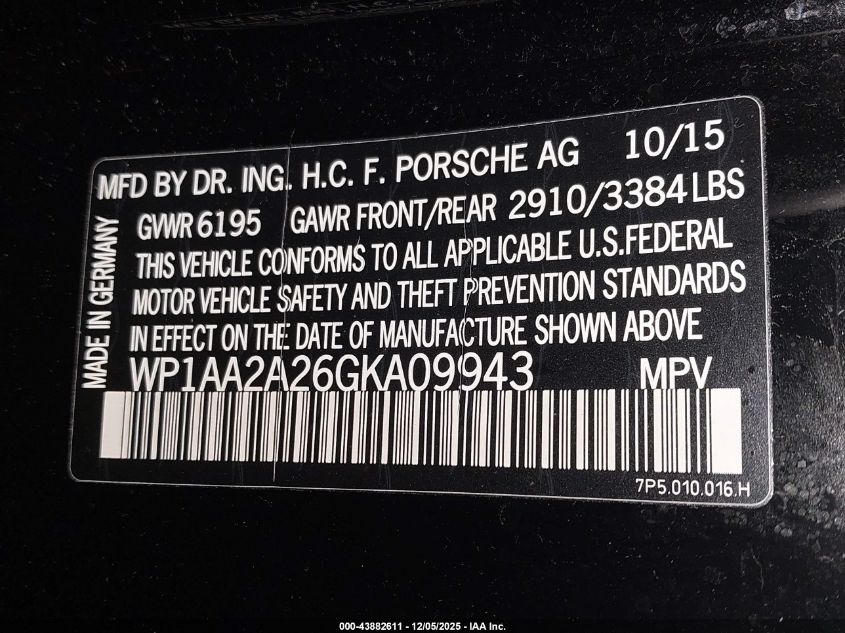 MFD BY DR. ING. H.C. F. PORSCHE AG 10/15
GVWR 6195 GAWR FRONT/REAR 2910/3384 LBS
THIS VEHICLE CONFORMS TO ALL APPLICABLE U.S.FEDERAL
MOTOR VEHICLE SAFETY AND THEFT PREVENTION STANDARDS
IN EFFECT ON THE DATE OF MANUFACTURE SHOWN ABOVE
WP1AA2A26GKA09943 MPV
MADE IN GERMANY
7P5.010.016.H
000-43882611 - 12/05/2025 - IAA Inc.